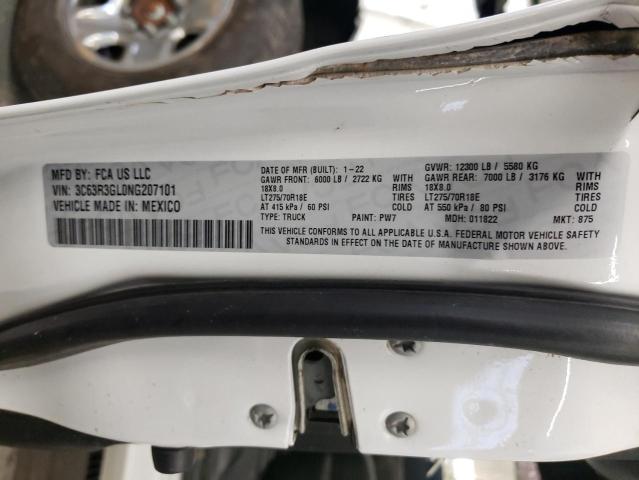 MFD BY: FCA US LLC
VIN: 3C63R3GL0NG207101
VEHICLE MADE IN: MEXICO
DATE OF MFR (BUILT): 1-22
GAWR FRONT: 6000 LB / 2722 KG WITH
18X8.0 RIMS
LT275/70R18E TIRES
AT 415 kPa / 60 PSI COLD
TYPE: TRUCK PAINT: PW7
GVWR: 12300 LB / 5580 KG
GAWR REAR: 7000 LB / 3176 KG WITH
18X8.0 RIMS
LT275/70R18E TIRES
AT 550 kPa / 80 PSI COLD
MDH: 011822 MKT: 875
THIS VEHICLE CONFORMS TO ALL APPLICABLE U.S.A. FEDERAL MOTOR VEHICLE SAFETY
STANDARDS IN EFFECT ON THE DATE OF MANUFACTURE SHOWN ABOVE.